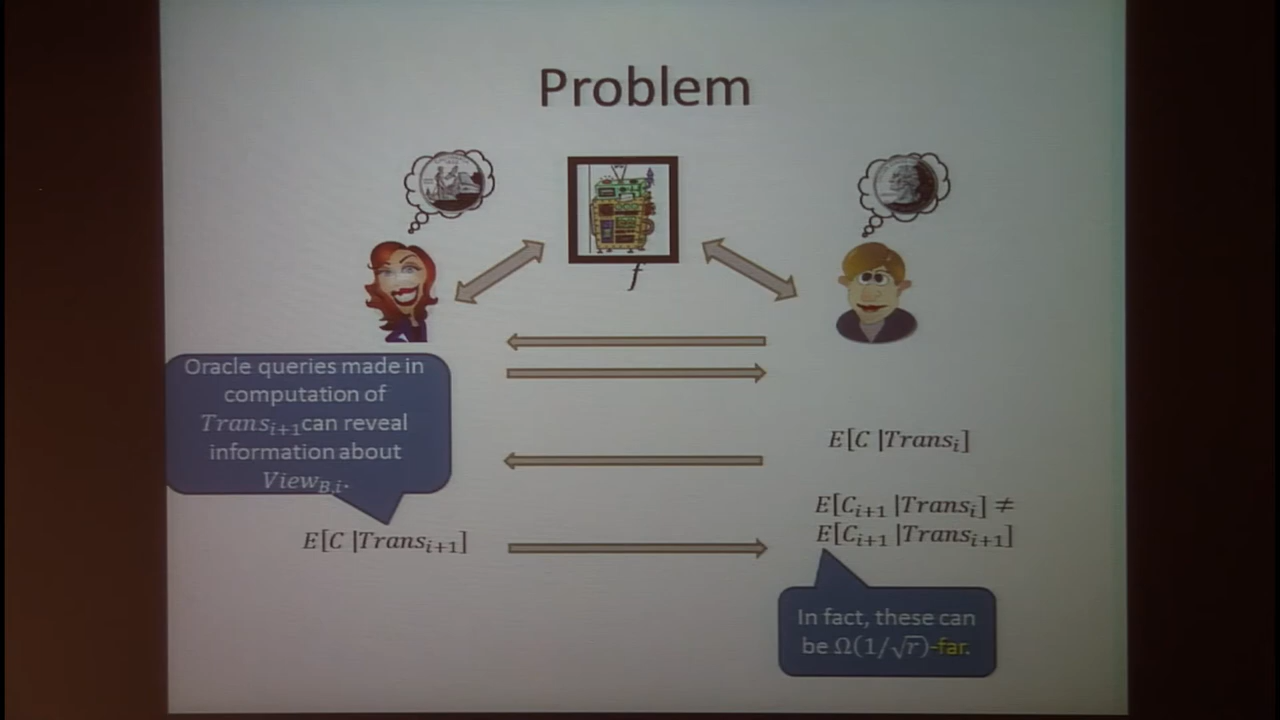 Problem
f
Oracle queries made in
computation of
Trans_{i+1} can reveal
information about
View_{B,i}.
E[C |Trans_i]
E[C_{i+1} |Trans_i] ≠
E[C_{i+1} |Trans_{i+1}]
E[C |Trans_{i+1}]
In fact, these can
be Ω(1/√r)-far.